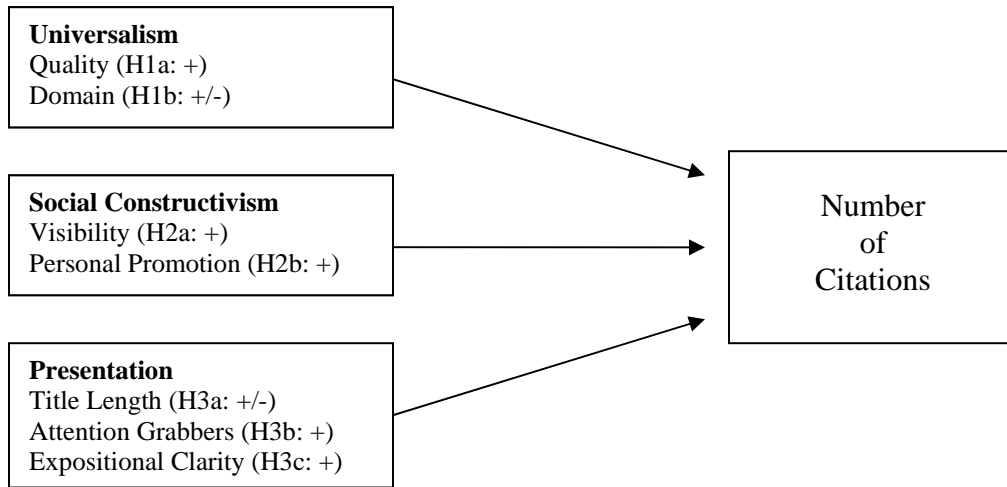 Universalism
Quality (H1a: +)
Domain (H1b: +/-)
Social Constructivism
Visibility (H2a: +)
Personal Promotion (H2b: +)
Presentation
Title Length (H3a: +/-)
Attention Grabbers (H3b: +)
Expositional Clarity (H3c: +)
Number
of
Citations